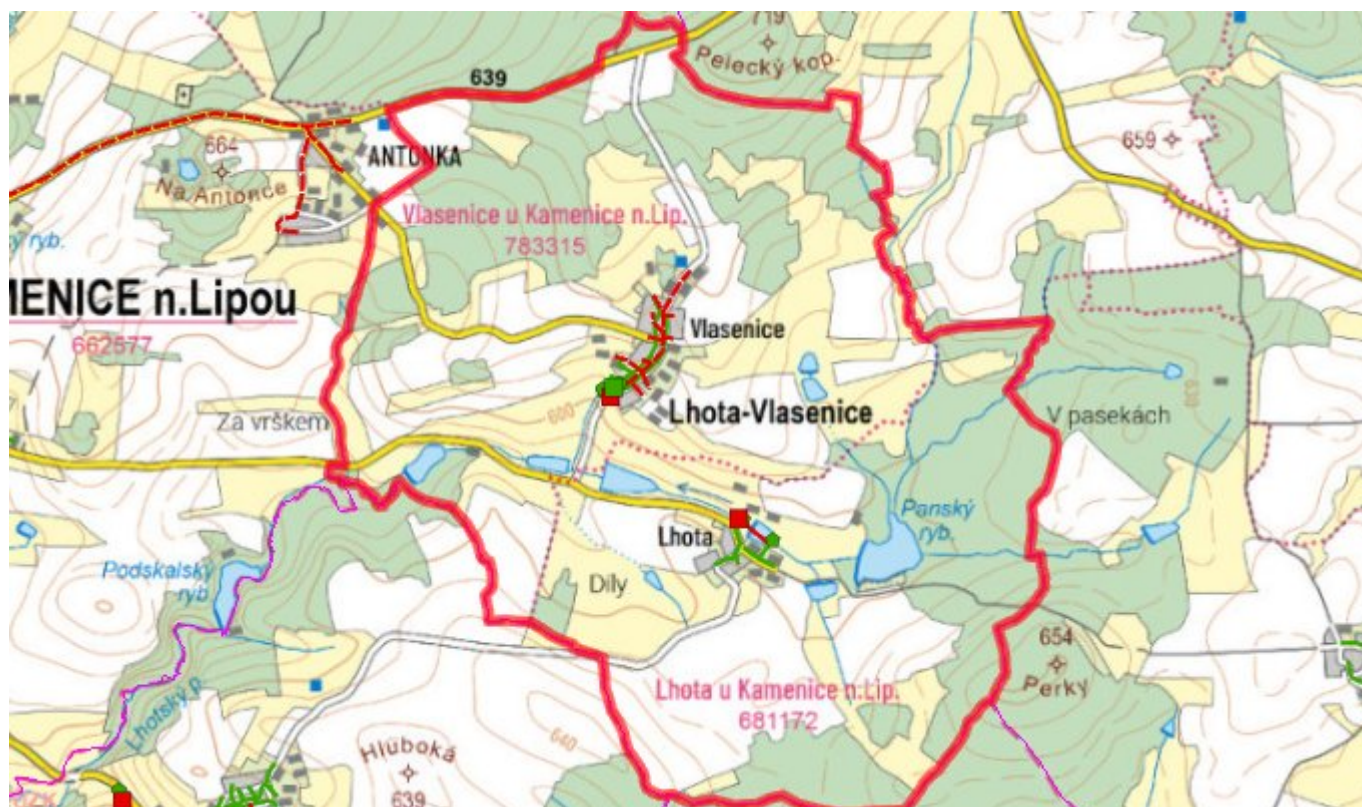 719
Pelecký kop.
639
ANTONKA
664
Na Antonce
659
Vlasenice u Kamenice n.Lip.
783315
ý ryb.
MENICE n.Lipou
662577
Vlasenice
Lhota-Vlasenice
600
Za vrškem
V pasekách
Panský
ryb.
Lhota
Podskalský
ryb
Díly
654
Perky
Lhota u Kamenice n.Lip.
681172
Lhotský p.
640
Hluboká
639